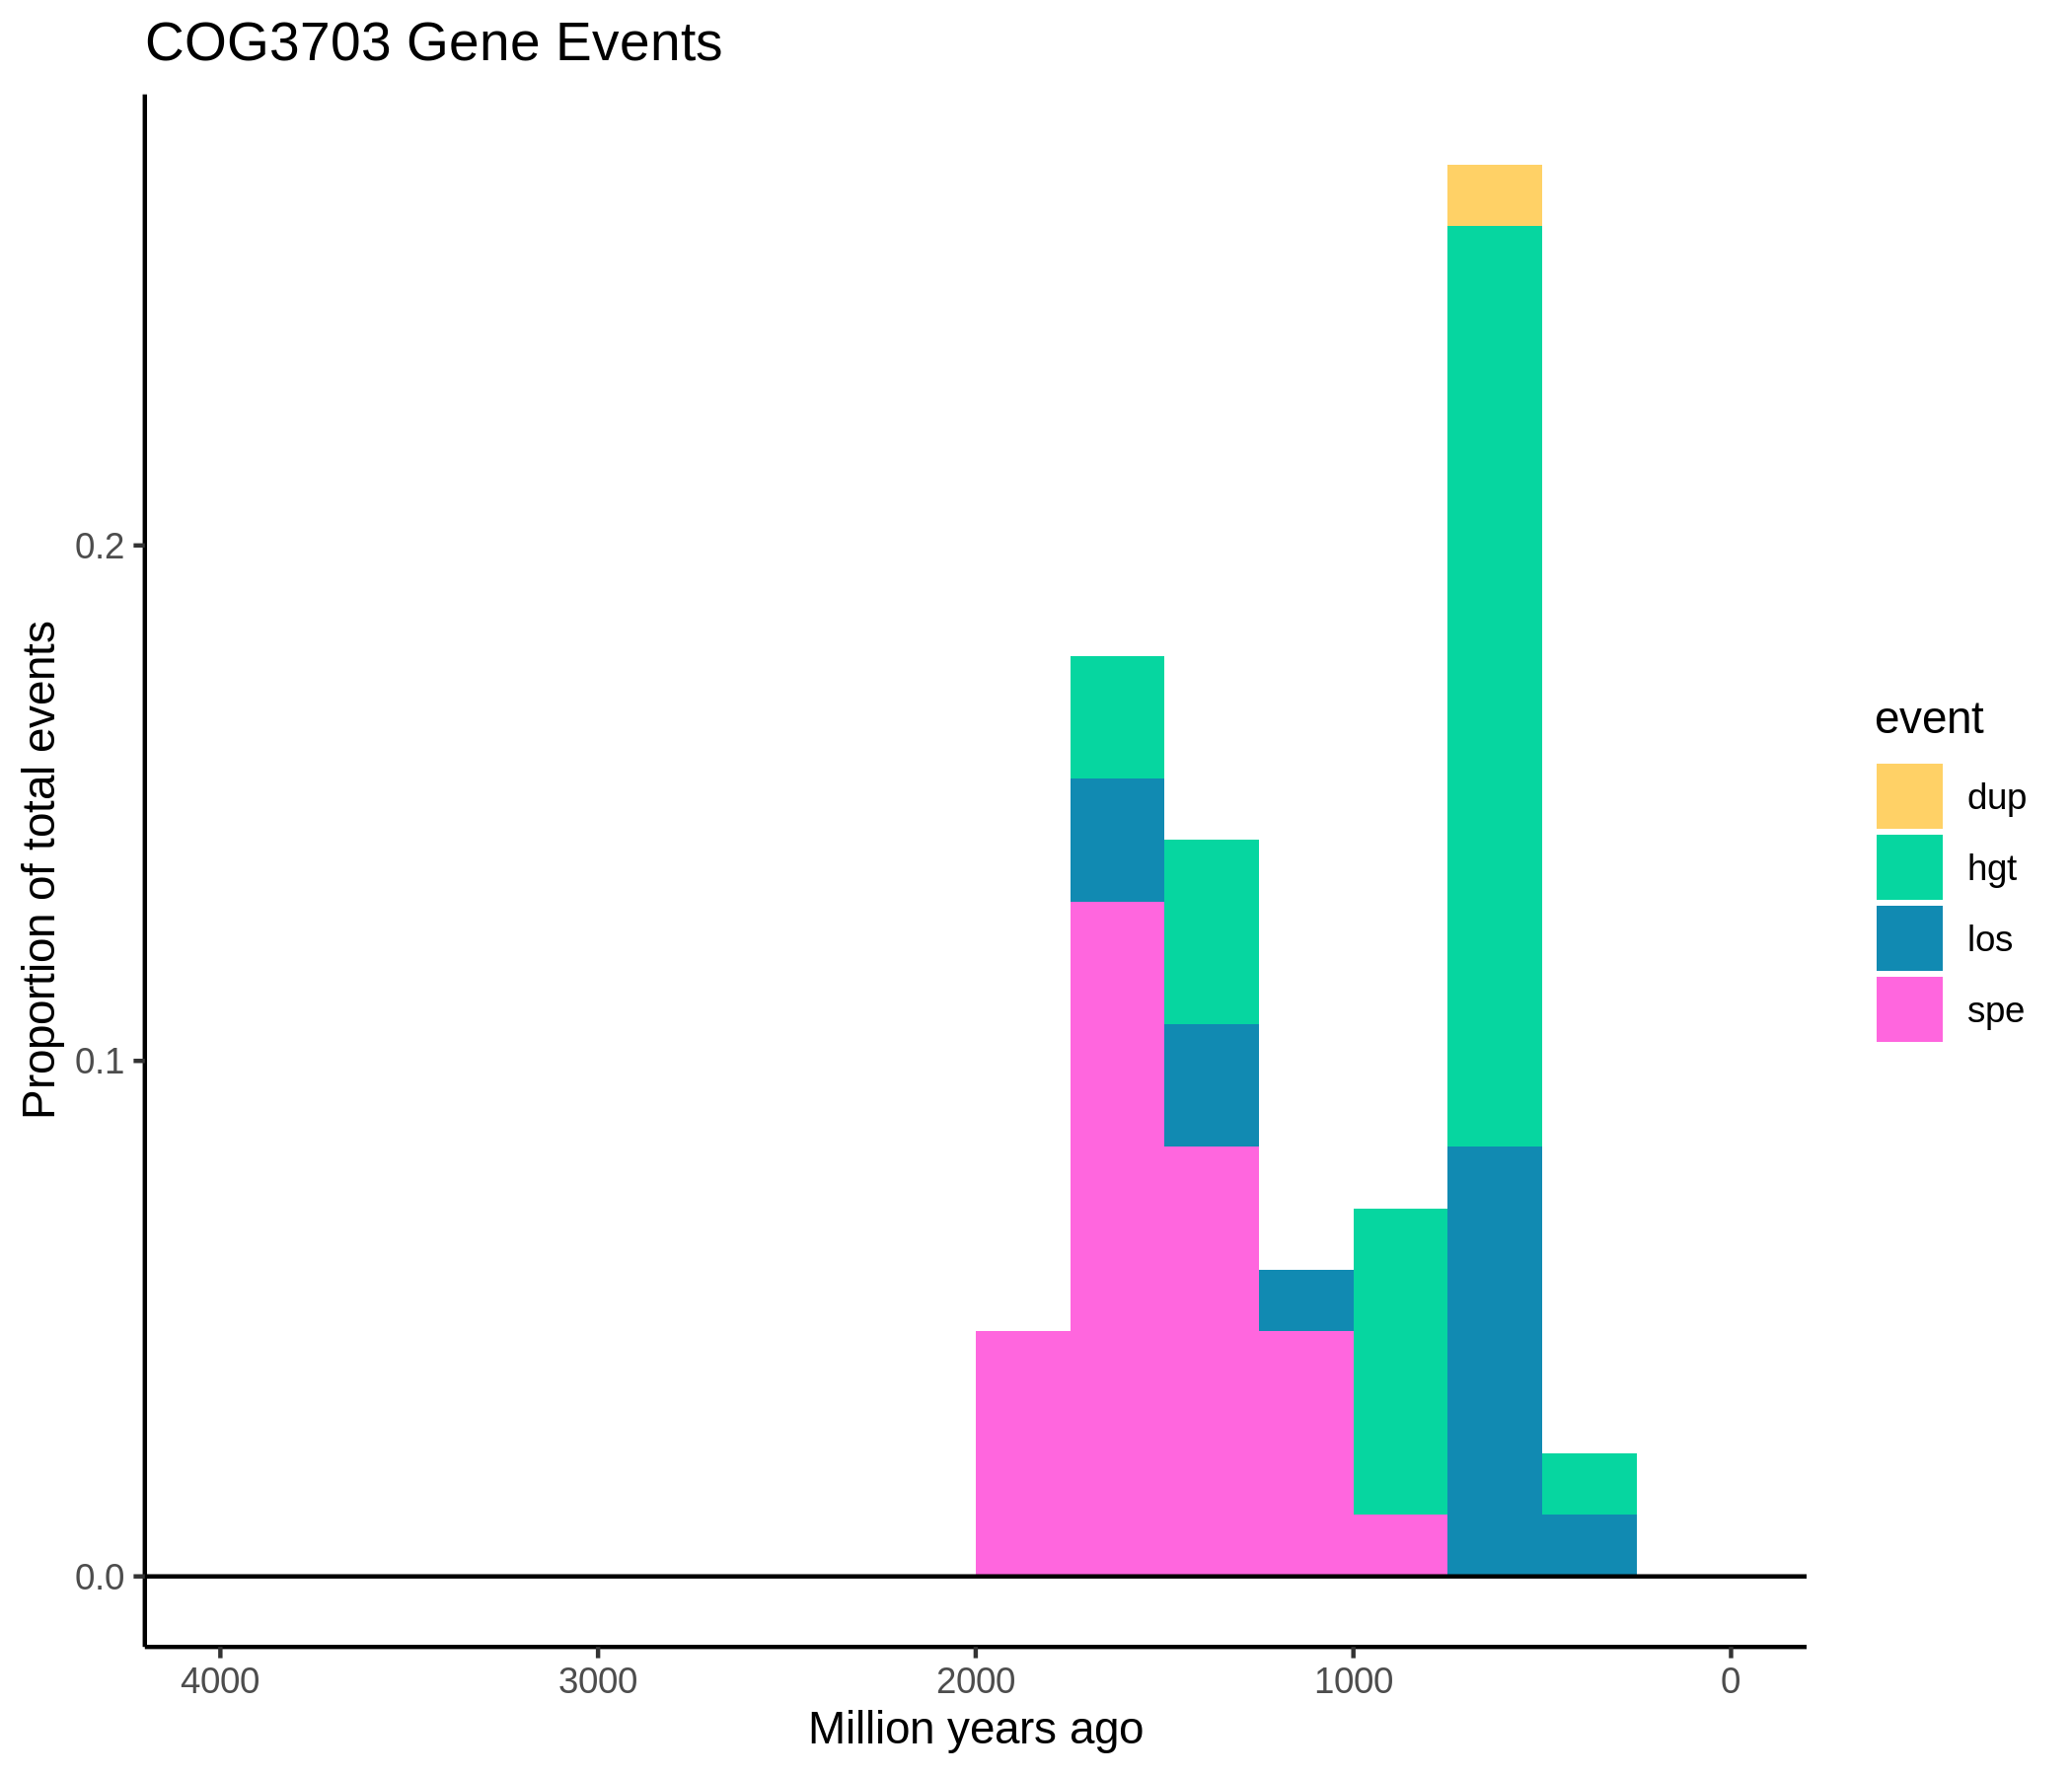 COG3703 Gene Events
Proportion of total events
0.2
0.1
0.0
4000 3000 2000 1000 0
Million years ago
event
dup
hgt
los
spe